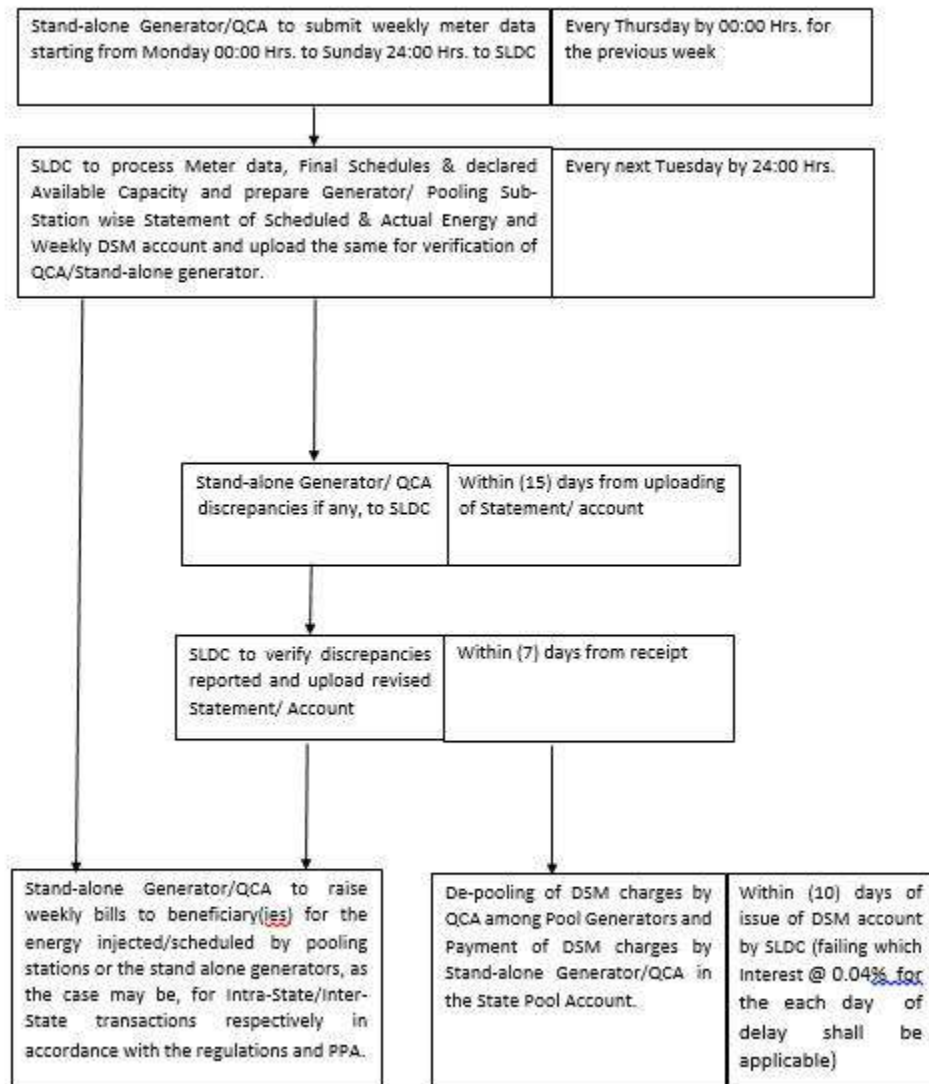 Stand-alone Generator/QCA to submit weekly meter data
starting from Monday 00:00 Hrs. to Sunday 24:00 Hrs. to SLDC
Every Thursday by 00:00 Hrs. for
the previous week
SLDC to process Meter data, Final Schedules & declared
Available Capacity and prepare Generator/ Pooling Sub-
Station wise Statement of Scheduled & Actual Energy and
Weekly DSM account and upload the same for verification of
QCA/Stand-alone generator.
Every next Tuesday by 24:00 Hrs.
Stand-alone Generator/ QCA
discrepancies if any, to SLDC
Within (15) days from uploading
of Statement/ account
SLDC to verify discrepancies
reported and upload revised
Statement/ Account
Within (7) days from receipt
Stand-alone Generator/QCA to raise
weekly bills to beneficiary(ies) for the
energy injected/scheduled by pooling
stations or the stand alone generators, as
the case may be, for Intra-State/Inter-
State transactions respectively in
accordance with the regulations and PPA.
De-pooling of DSM charges by
QCA among Pool Generators and
Payment of DSM charges by
Stand-alone Generator/QCA in
the State Pool Account.
Within (10) days of
issue of DSM account
by SLDC (failing which
Interest @ 0.04% for
the each day of
delay shall be
applicable)